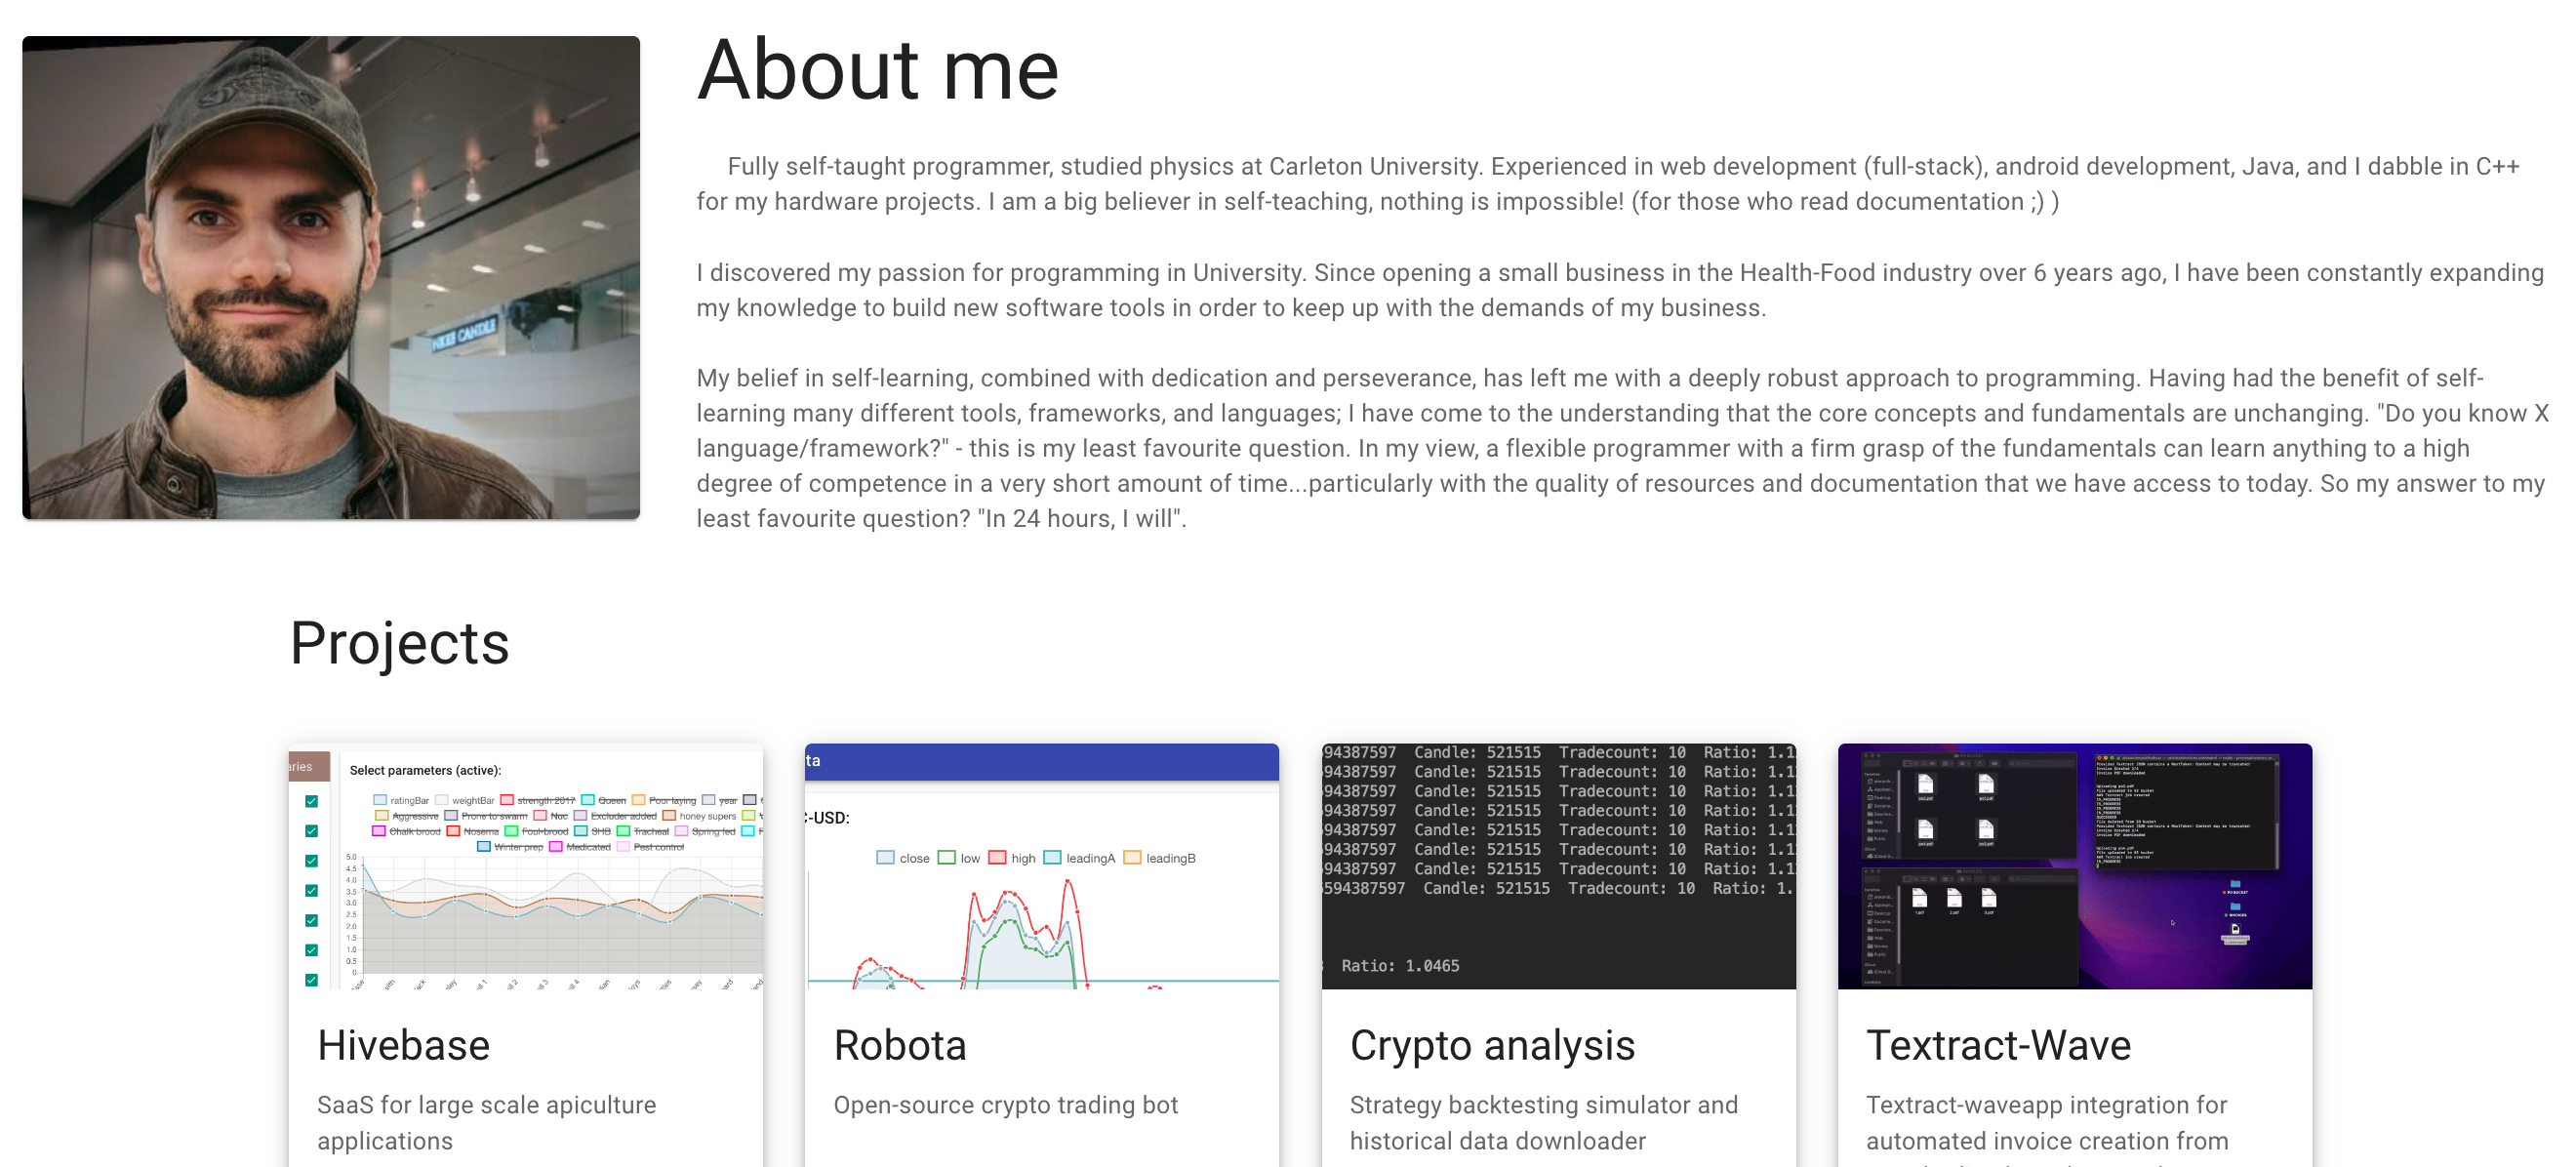 About me
Fully self-taught programmer, studied physics at Carleton University. Experienced in web development (full-stack), android development, Java, and I dabble in C++
for my hardware projects. I am a big believer in self-teaching, nothing is impossible! (for those who read documentation ;) )
I discovered my passion for programming in University. Since opening a small business in the Health-Food industry over 6 years ago, I have been constantly expanding
my knowledge to build new software tools in order to keep up with the demands of my business.
My belief in self-learning, combined with dedication and perseverance, has left me with a deeply robust approach to programming. Having had the benefit of self-
learning many different tools, frameworks, and languages; I have come to the understanding that the core concepts and fundamentals are unchanging. "Do you know X
language/framework?" - this is my least favourite question. In my view, a flexible programmer with a firm grasp of the fundamentals can learn anything to a high
degree of competence in a very short amount of time...particularly with the quality of resources and documentation that we have access to today. So my answer to my
least favourite question? "In 24 hours, I will".
Projects
aries
Select parameters (active):
ratingBar weightBar strength 2017 Queen Poor laying year
Aggressive Prone to swarm Nuc Excluder added honey supers
Chalk brood Nosema Foul brood SHB Tracheal Spring fed
Winter prep Medicated Pest control
5.0
4.5
4.0
3.5
3.0
2.5
2.0
1.5
1.0
0.5
0
Hivebase
SaaS for large scale apiculture
applications
ta
C-USD:
close low high leadingA leadingB
Robota
Open-source crypto trading bot
594387597 Candle: 521515 Tradecount: 10 Ratio: 1.1
594387597 Candle: 521515 Tradecount: 10 Ratio: 1.1
594387597 Candle: 521515 Tradecount: 10 Ratio: 1.1
594387597 Candle: 521515 Tradecount: 10 Ratio: 1.1
594387597 Candle: 521515 Tradecount: 10 Ratio: 1.1
594387597 Candle: 521515 Tradecount: 10 Ratio: 1.1
594387597 Candle: 521515 Tradecount: 10 Ratio: 1.1
594387597 Candle: 521515 Tradecount: 10 Ratio: 1.
Ratio: 1.0465
Crypto analysis
Strategy backtesting simulator and
historical data downloader
Textract-Wave
Textract-waveapp integration for
automated invoice creation from